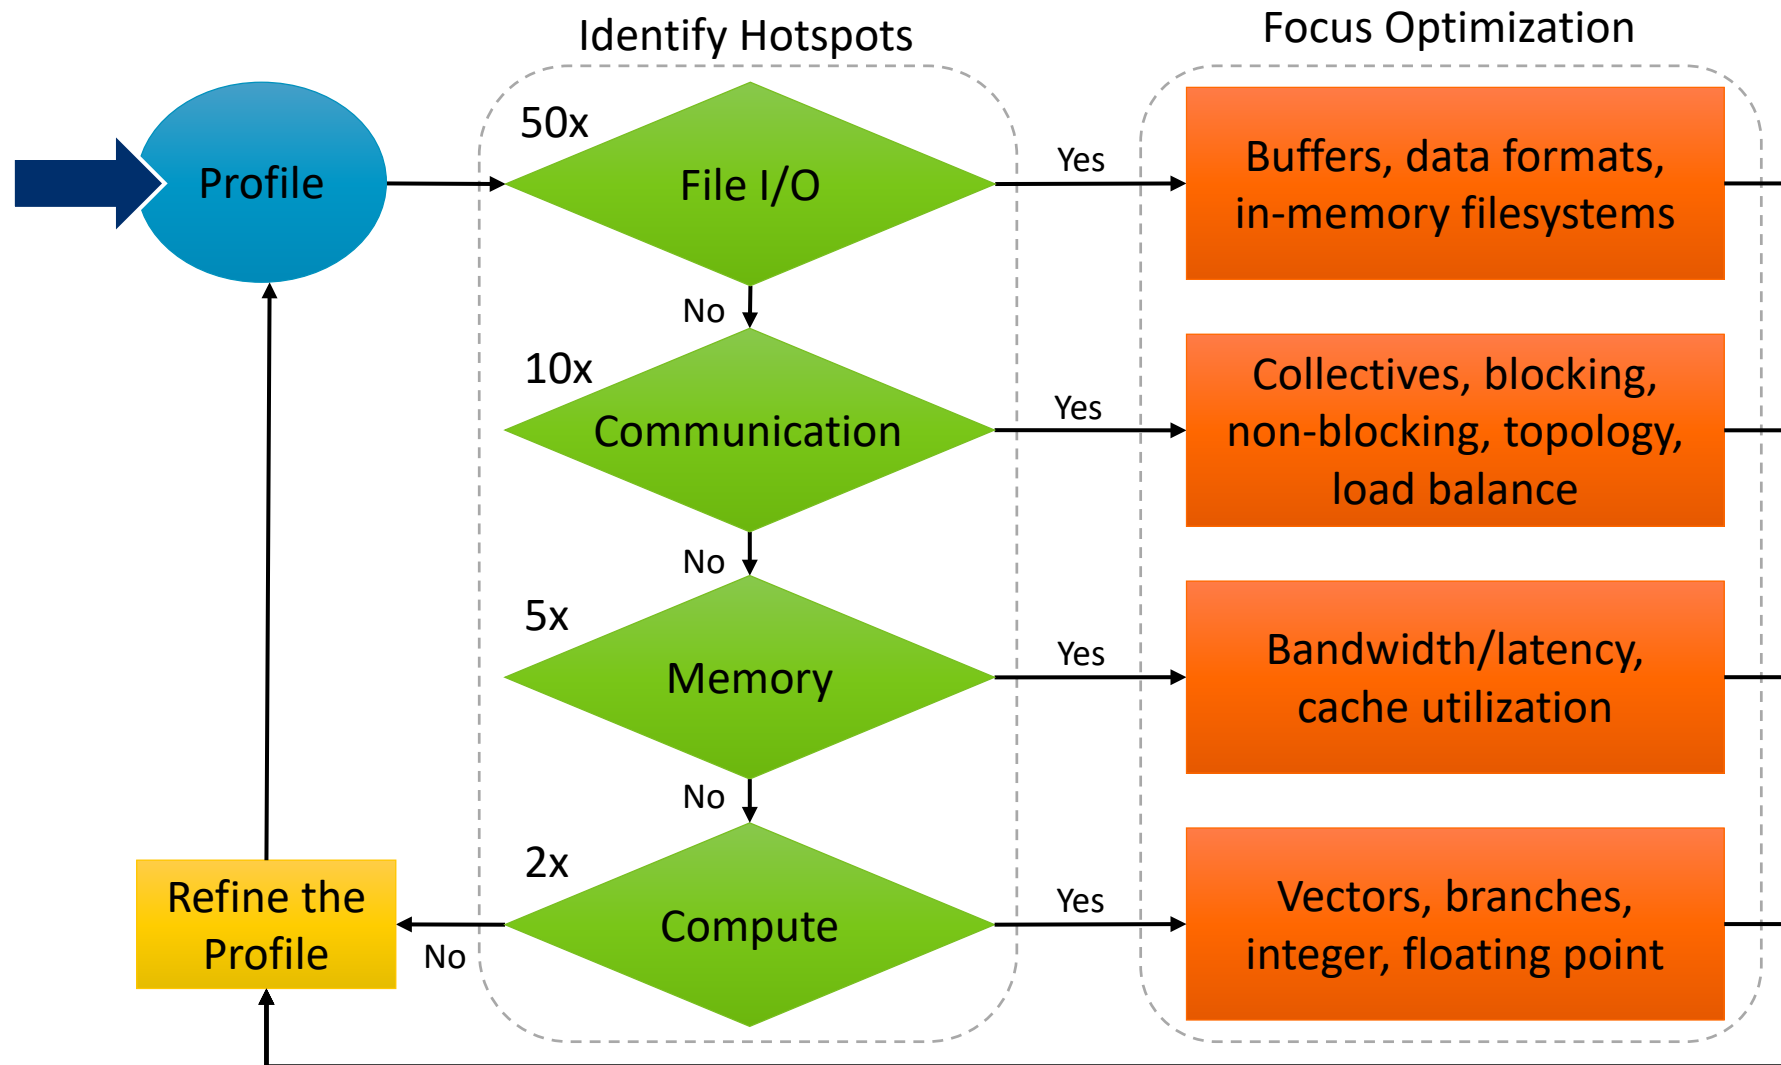 Identify Hotspots
Focus Optimization
Profile
50x
File I/O
Yes
Buffers, data formats,
in-memory filesystems
No
10x
Communication
Yes
Collectives, blocking,
non-blocking, topology,
load balance
No
5x
Memory
Yes
Bandwidth/latency,
cache utilization
No
2x
Compute
Yes
Vectors, branches,
integer, floating point
No
Refine the
Profile